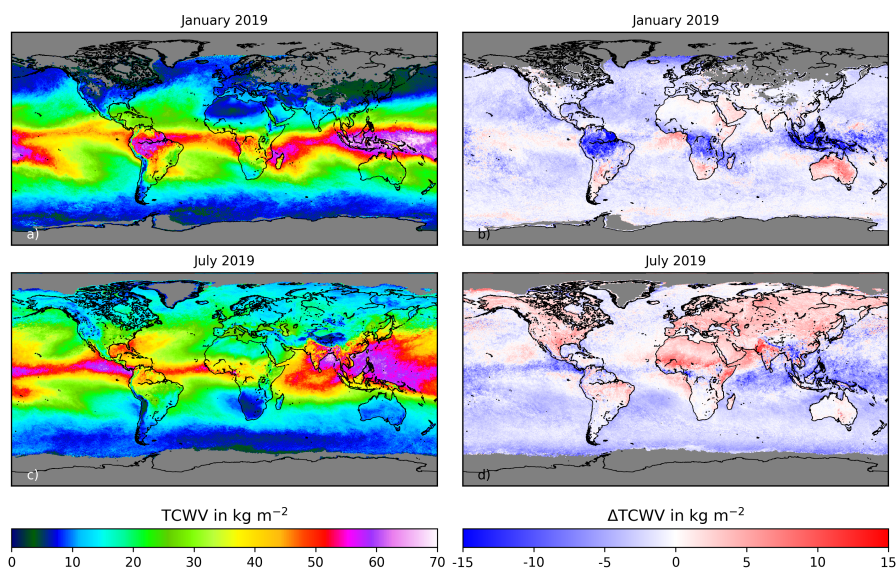 January 2019
January 2019
a)
b)
July 2019
July 2019
c)
d)
TCWV in kg m⁻²
ΔTCWV in kg m⁻²
0 10 20 30 40 50 60 70
-15 -10 -5 0 5 10 15